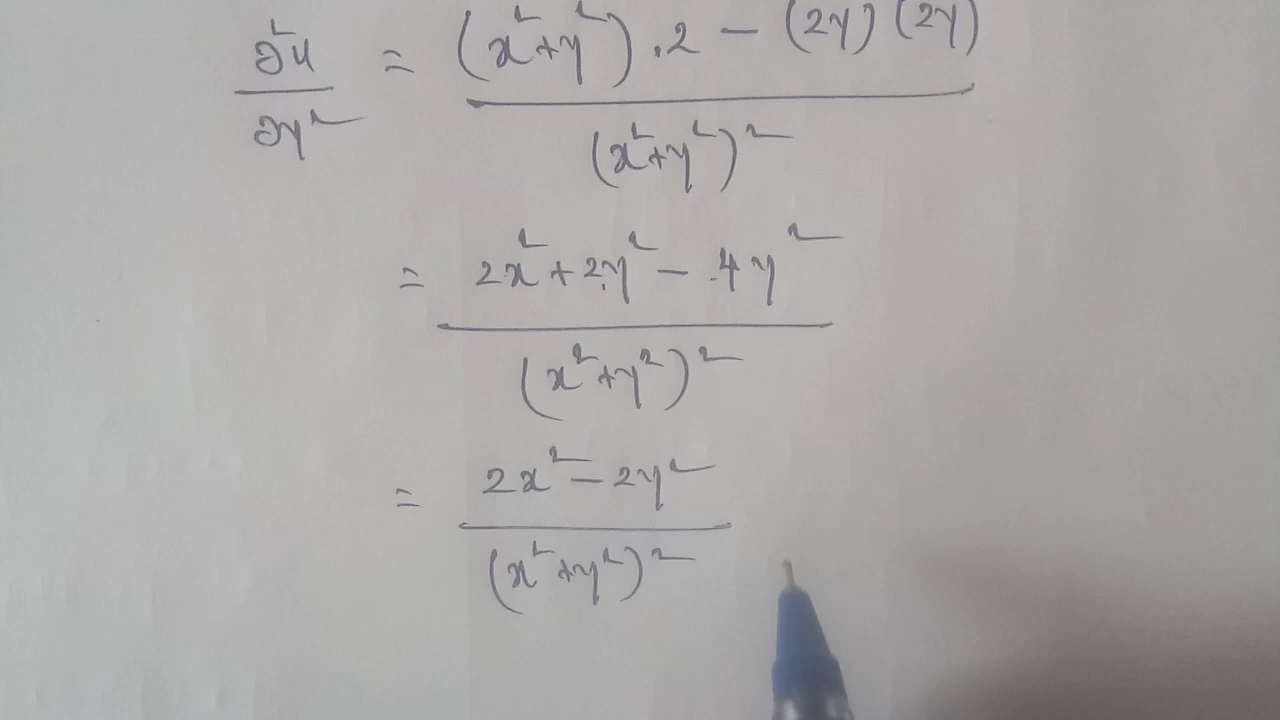 ∂²u/∂y² = (x²+y²).2 − (2y)(2y) / (x²+y²)²
= 2x²+2y² − 4y² / (x²+y²)²
= 2x² − 2y² / (x²+y²)²